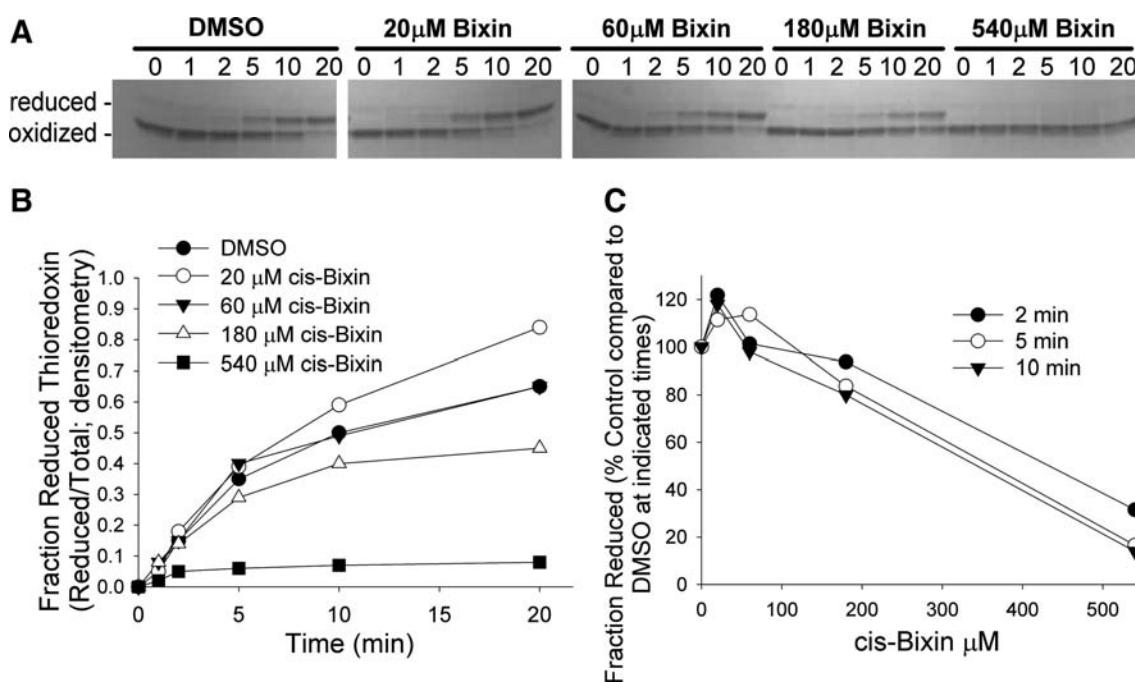 A
DMSO 20μM Bixin 60μM Bixin 180μM Bixin 540μM Bixin
0 1 2 5 10 20 0 1 2 5 10 20 0 1 2 5 10 20 0 1 2 5 10 20 0 1 2 5 10 20
reduced -
oxidized -
B
DMSO
20 μM cis-Bixin
60 μM cis-Bixin
180 μM cis-Bixin
540 μM cis-Bixin
Fraction Reduced Thioredoxin
(Reduced/Total; densitometry)
1.0
0.9
0.8
0.7
0.6
0.5
0.4
0.3
0.2
0.1
0.0
0 5 10 15 20
Time (min)
C
2 min
5 min
10 min
Fraction Reduced (% Control compared to
DMSO at indicated times)
120
100
80
60
40
20
0
0 100 200 300 400 500
cis-Bixin μM